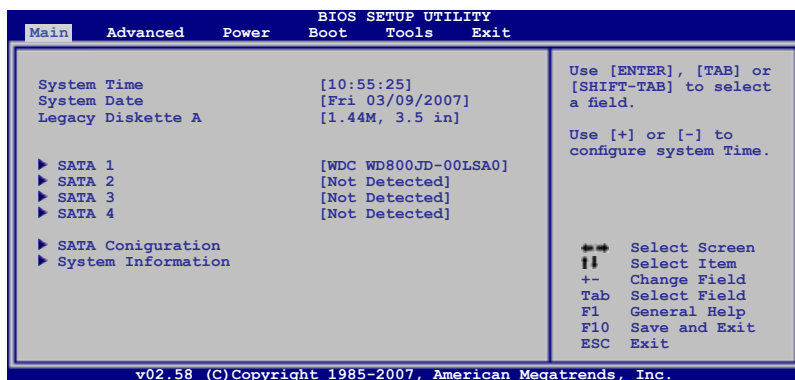 BIOS SETUP UTILITY
Main Advanced Power Boot Tools Exit
System Time [10:55:25]
System Date [Fri 03/09/2007]
Legacy Diskette A [1.44M, 3.5 in]
SATA 1 [WDC WD800JD-00LSA0]
SATA 2 [Not Detected]
SATA 3 [Not Detected]
SATA 4 [Not Detected]
SATA Coniguration
System Information
Use [ENTER], [TAB] or
[SHIFT-TAB] to select
a field.
Use [+] or [-] to
configure system Time.
Select Screen
Select Item
+- Change Field
Tab Select Field
F1 General Help
F10 Save and Exit
ESC Exit
v02.58 (C)Copyright 1985-2007, American Megatrends, Inc.